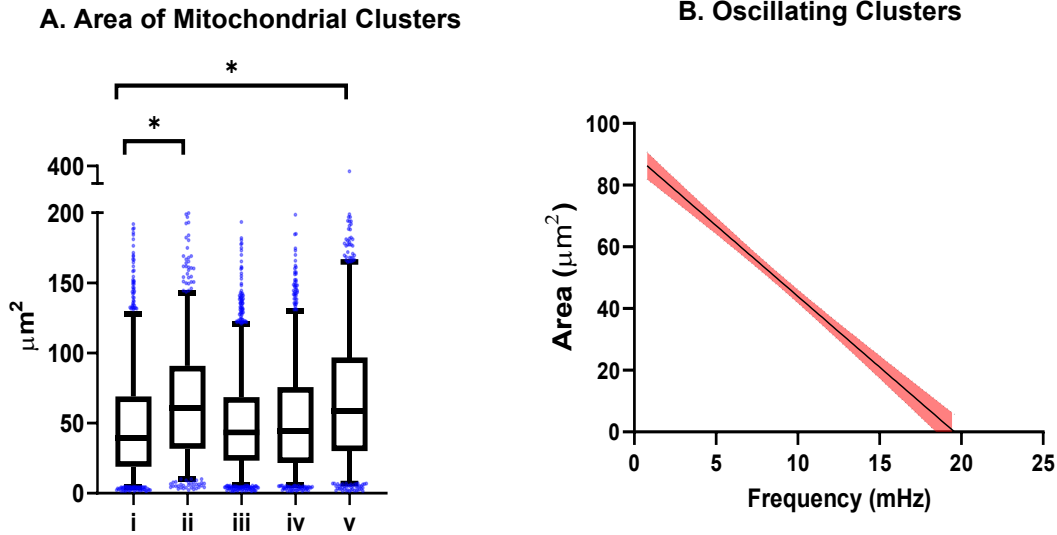 A. Area of Mitochondrial Clusters
*
*
400
200
150
100
50
0
μm²
i ii iii iv v
B. Oscillating Clusters
100
80
60
40
20
0
Area (μm²)
0 5 10 15 20 25
Frequency (mHz)